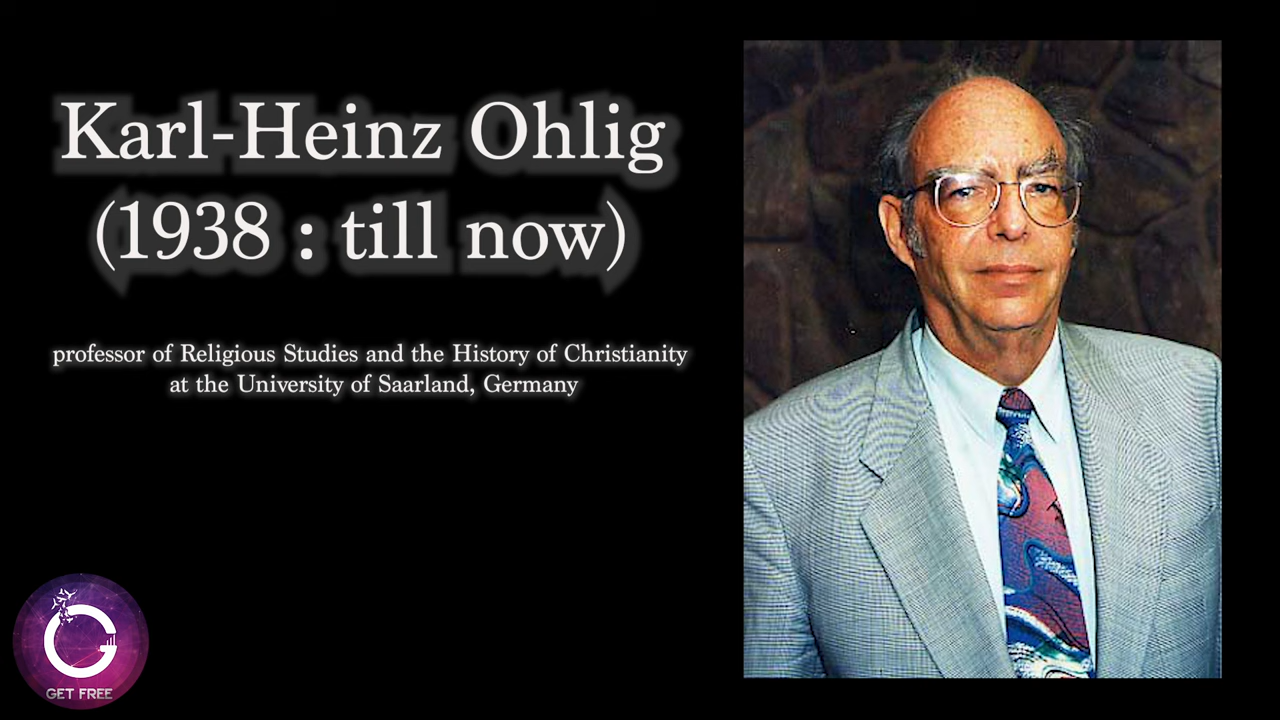 Karl-Heinz Ohlig
(1938 : till now)
professor of Religious Studies and the History of Christianity
at the University of Saarland, Germany
GET FREE